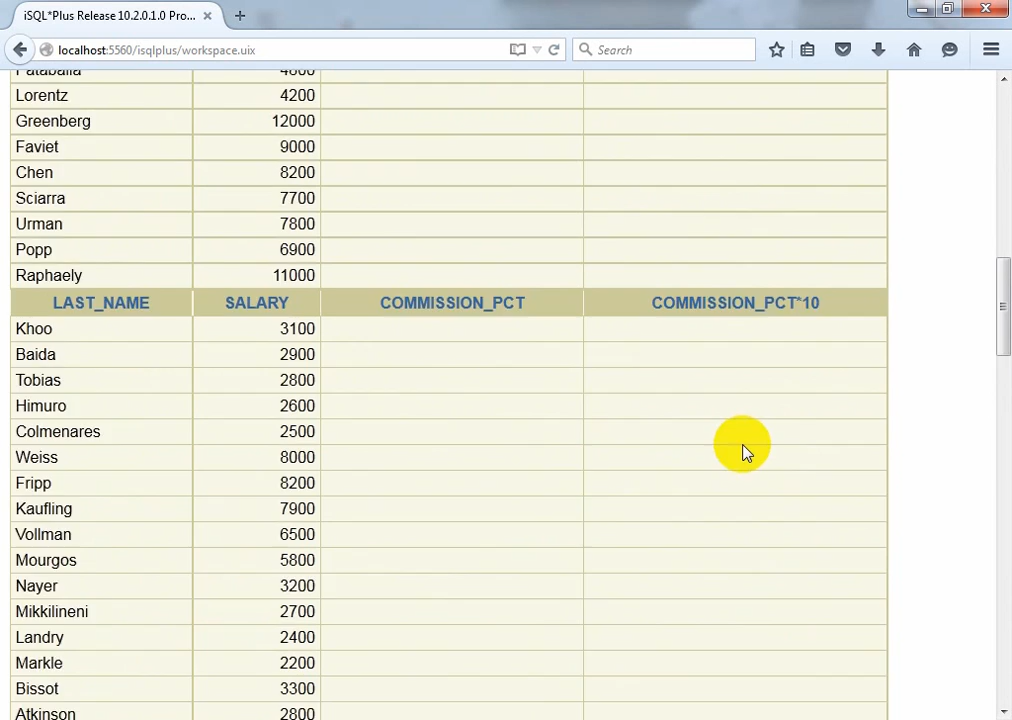 iSQL*Plus Release 10.2.0.1.0 Pro...
localhost:5560/isqlplus/workspace.uix
Search
Pataballa 4800
Lorentz 4200
Greenberg 12000
Faviet 9000
Chen 8200
Sciarra 7700
Urman 7800
Popp 6900
Raphaely 11000
LAST_NAME SALARY COMMISSION_PCT COMMISSION_PCT*10
Khoo 3100
Baida 2900
Tobias 2800
Himuro 2600
Colmenares 2500
Weiss 8000
Fripp 8200
Kaufling 7900
Vollman 6500
Mourgos 5800
Nayer 3200
Mikkilineni 2700
Landry 2400
Markle 2200
Bissot 3300
Atkinson 2800